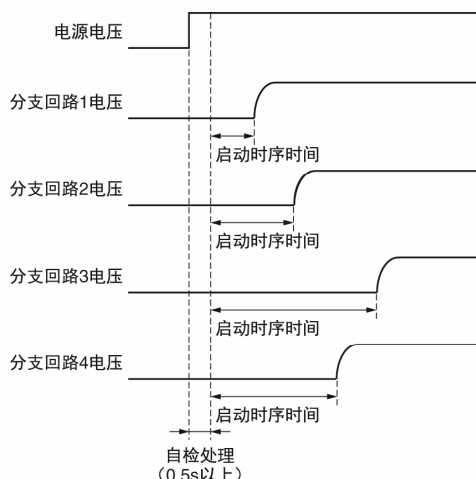 电源电压
分支回路1电压
启动时序时间
分支回路2电压
启动时序时间
分支回路3电压
启动时序时间
分支回路4电压
启动时序时间
自检处理
(0.5s以上)